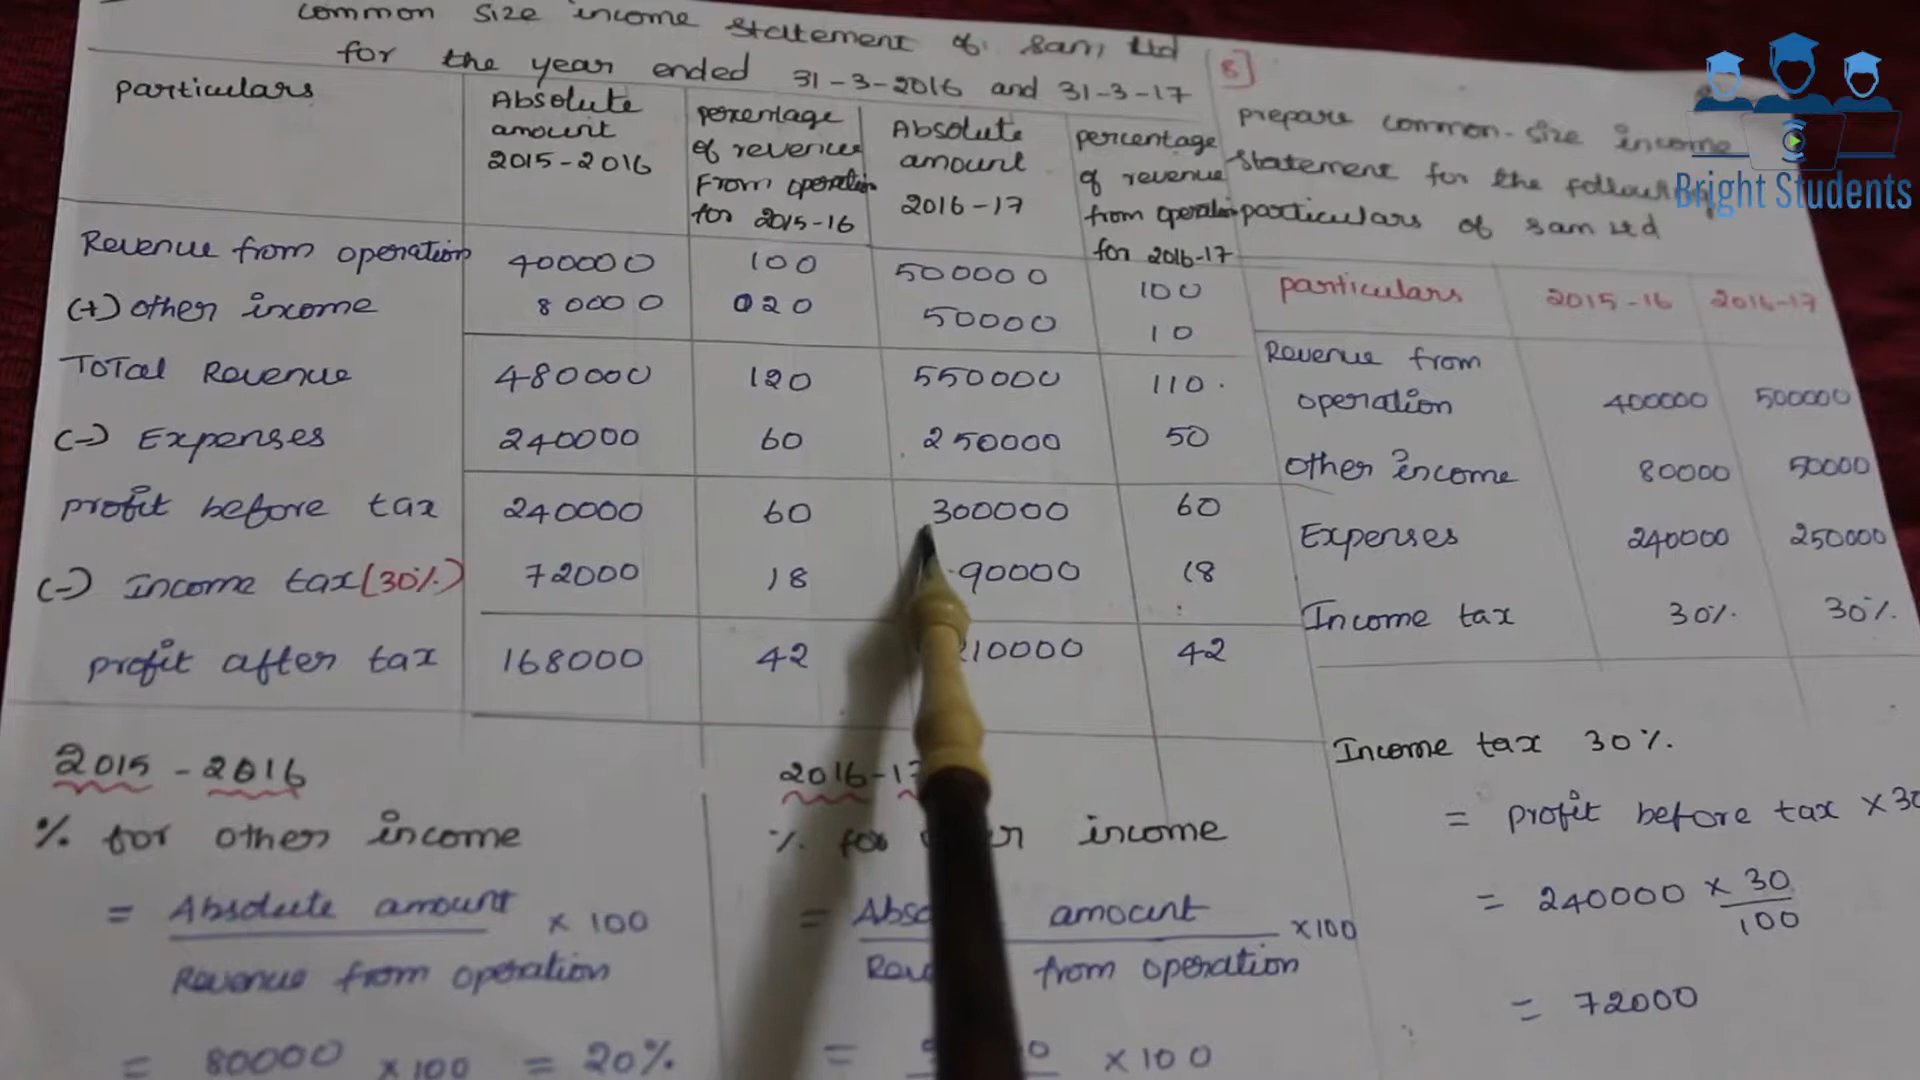 common size income statement of Sam Ltd
for the year ended 31-3-2016 and 31-3-17
particulars
Absolute amount 2015-2016
percentage of revenue From operation for 2015-16
Absolute amount 2016-17
percentage of revenue from operation for 2016-17
Revenue from operation 400000 100 500000 100
(+) other income 80000 020 50000 10
TOTal Revenue 480000 120 550000 110.
(-) Expenses 240000 60 250000 50
profit before tax 240000 60 300000 60
(-) Income tax (30%) 72000 18 90000 18
profit after tax 168000 42 210000 42
8]
prepare common-size income
statement for the
particulars of Sam Ltd
particulars 2015-16 2016-17
Revenue from
operation 400000 500000
other income 80000 50000
Expenses 240000 250000
Income tax 30% 30%
2015 - 2016
% for other income
= Absolute amount × 100
Revenue from operation
= 80000 × 100 = 20%
2016-17
% for income
= amount ×100
from operation
= × 100
Income tax 30%
= profit before tax × 30
= 240000 × 30
100
= 72000
Bright Students